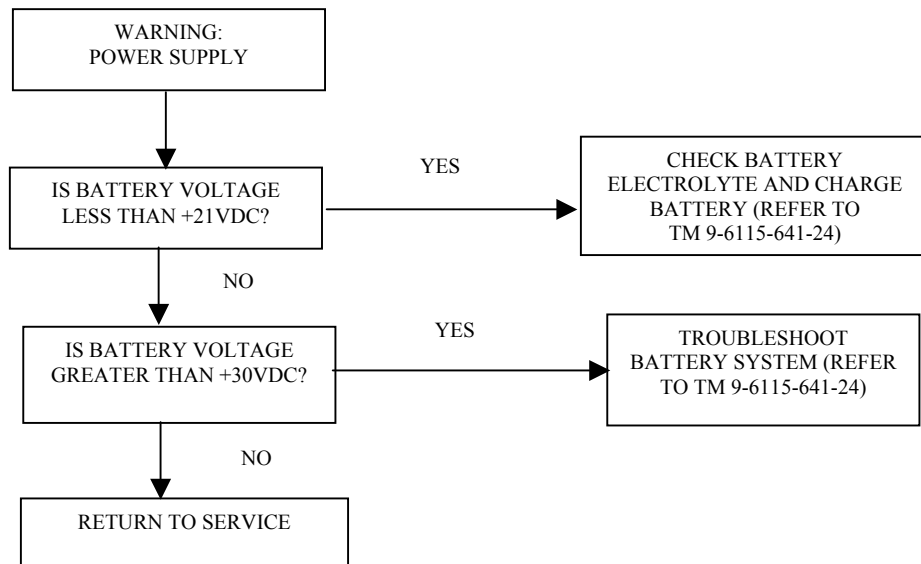 WARNING:
POWER SUPPLY
IS BATTERY VOLTAGE
LESS THAN +21VDC?
YES
CHECK BATTERY
ELECTROLYTE AND CHARGE
BATTERY (REFER TO
TM 9-6115-641-24)
NO
IS BATTERY VOLTAGE
GREATER THAN +30VDC?
YES
TROUBLESHOOT
BATTERY SYSTEM (REFER
TO TM 9-6115-641-24)
NO
RETURN TO SERVICE